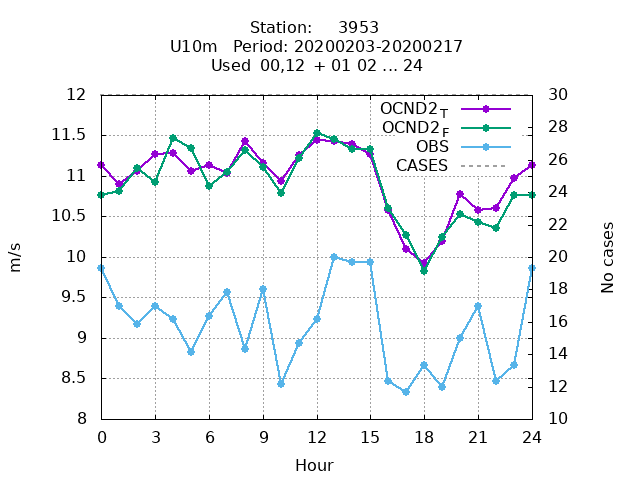 Station: 3953
U10m Period: 20200203-20200217
Used 00,12 + 01 02 ... 24
12 30
OCND2T
11.5 28
OCND2F
OBS
11 26
CASES
24
10.5 22
10 20
9.5 18
16
9 14
8.5 12
8 10
m/s
No cases
0 3 6 9 12 15 18 21 24
Hour